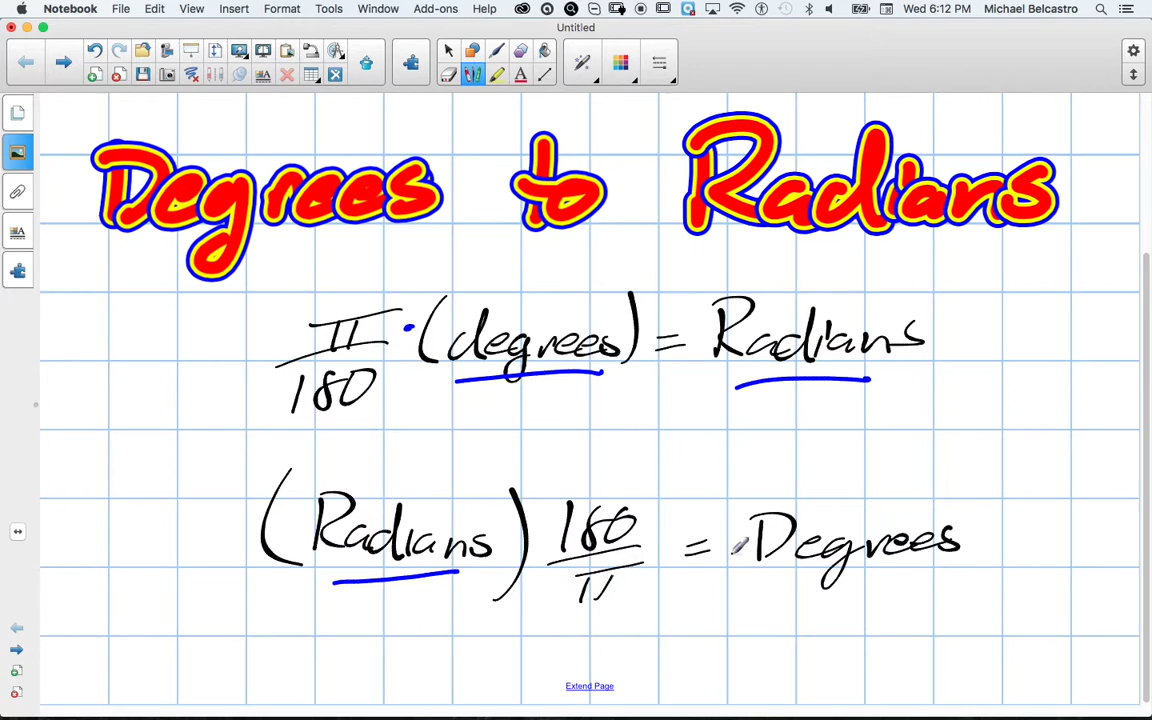 Notebook File Edit View Insert Format Tools Window Add-ons Help Wed 6:12 PM Michael Belcastro
Untitled
Degrees to Radians
π/180 · (degrees) = Radians
(Radians) 180/π = Degrees
Extend Page